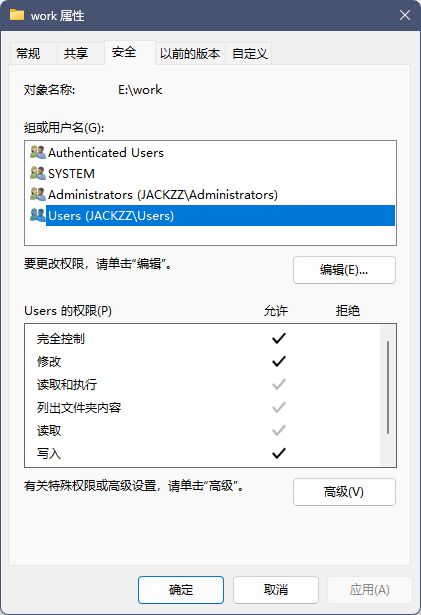 work 属性
常规 共享 安全 以前的版本 自定义
对象名称: E:\work
组或用户名(G):
Authenticated Users
SYSTEM
Administrators (JACKZZ\Administrators)
Users (JACKZZ\Users)
要更改权限，请单击“编辑”。
编辑(E)...
Users 的权限(P) 允许 拒绝
完全控制
修改
读取和执行
列出文件夹内容
读取
写入
有关特殊权限或高级设置，请单击“高级”。
高级(V)
确定 取消 应用(A)